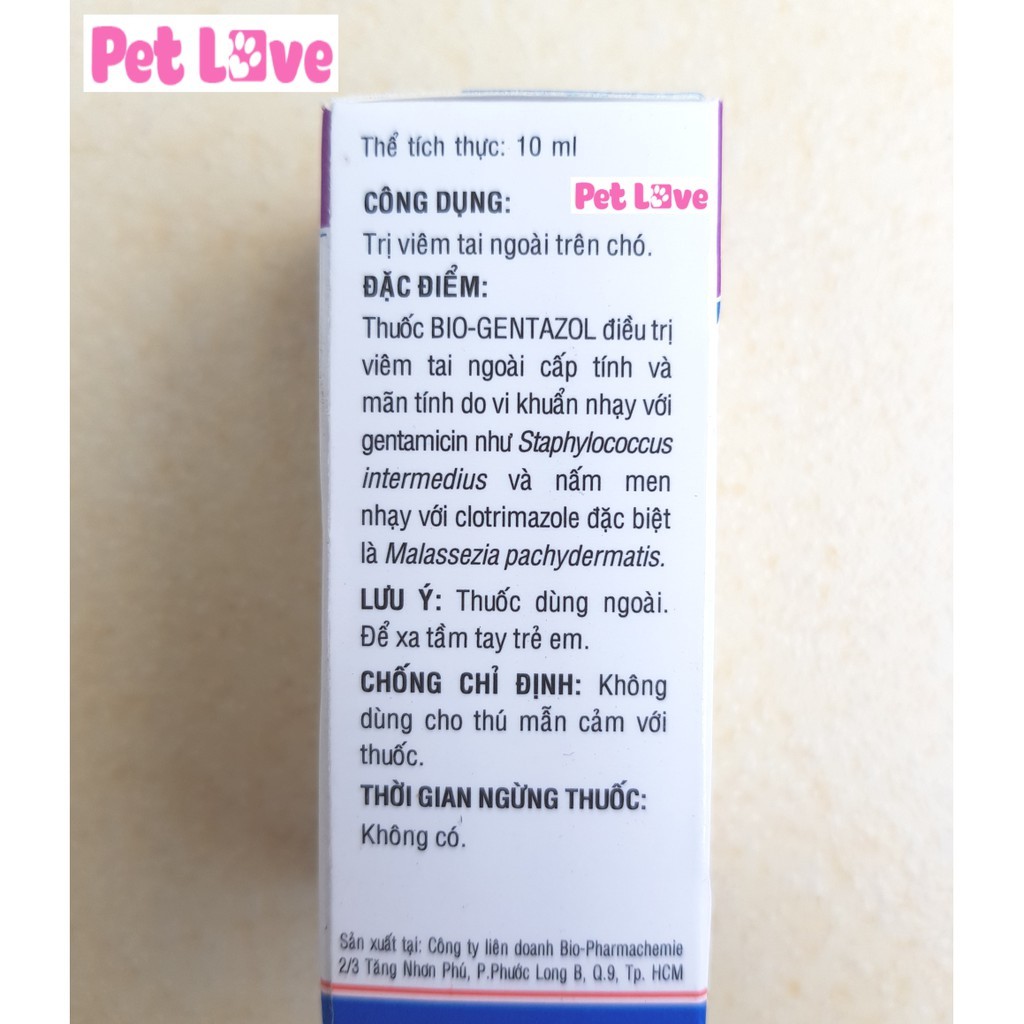 Pet Love
Thể tích thực: 10 ml
Pet Love
CÔNG DỤNG:
Trị viêm tai ngoài trên chó.
ĐẶC ĐIỂM:
Thuốc BIO-GENTAZOL điều trị
viêm tai ngoài cấp tính và
mãn tính do vi khuẩn nhạy với
gentamicin như Staphylococcus
intermedius và nấm men
nhạy với clotrimazole đặc biệt
là Malassezia pachydermatis.
LƯU Ý: Thuốc dùng ngoài.
Để xa tầm tay trẻ em.
CHỐNG CHỈ ĐỊNH: Không
dùng cho thú mẫn cảm với
thuốc.
THỜI GIAN NGỪNG THUỐC:
Không có.
Sản xuất tại: Công ty liên doanh Bio-Pharmachemie
2/3 Tăng Nhơn Phú, P.Phước Long B, Q.9, Tp. HCM